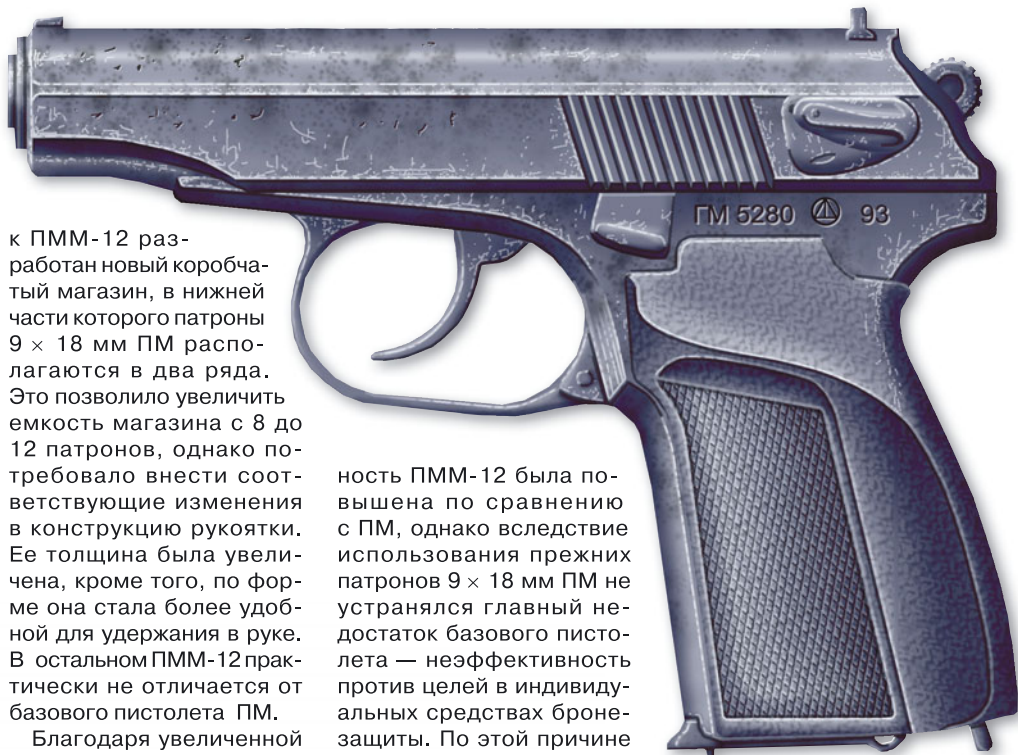 ГМ 5280 93
к ПММ-12 раз-
работан новый коробча-
тый магазин, в нижней
части которого патроны
9 × 18 мм ПМ распо-
лагаются в два ряда.
Это позволило увеличить
емкость магазина с 8 до
12 патронов, однако по-
требовало внести соот-
ветствующие изменения
в конструкцию рукоятки.
Ее толщина была увели-
чена, кроме того, по фор-
ме она стала более удоб-
ной для удержания в руке.
В остальном ПММ-12 прак-
тически не отличается от
базового пистолета ПМ.
Благодаря увеличенной
ность ПММ-12 была по-
вышена по сравнению
с ПМ, однако вследствие
использования прежних
патронов 9 × 18 мм ПМ не
устранялся главный не-
достаток базового писто-
лета — неэффективность
против целей в индивиду-
альных средствах броне-
защиты. По этой причине